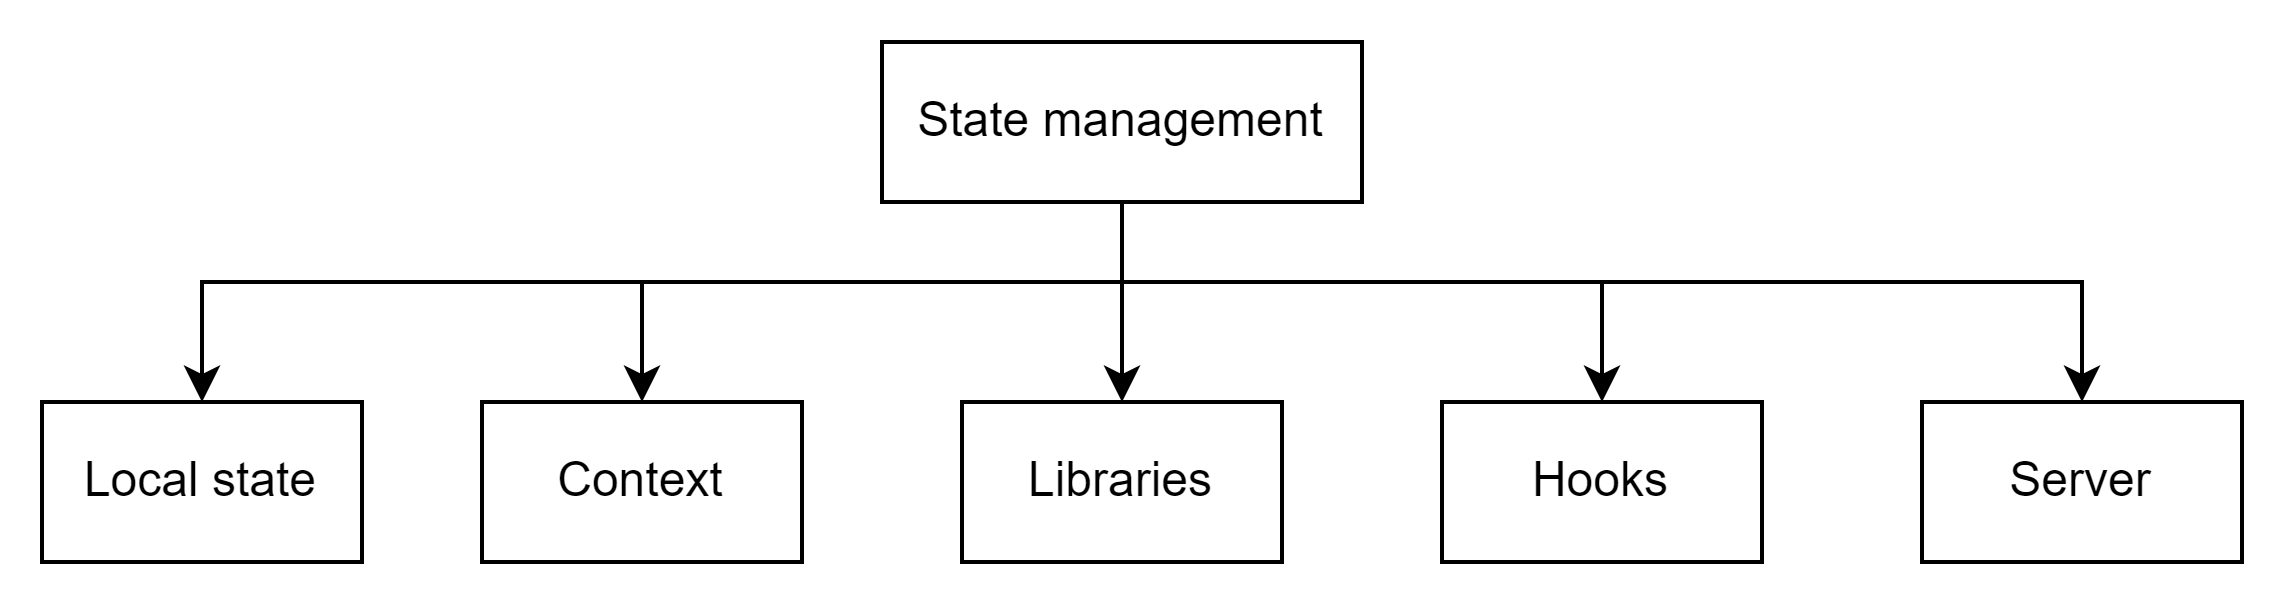 State management
Local state
Context
Libraries
Hooks
Server